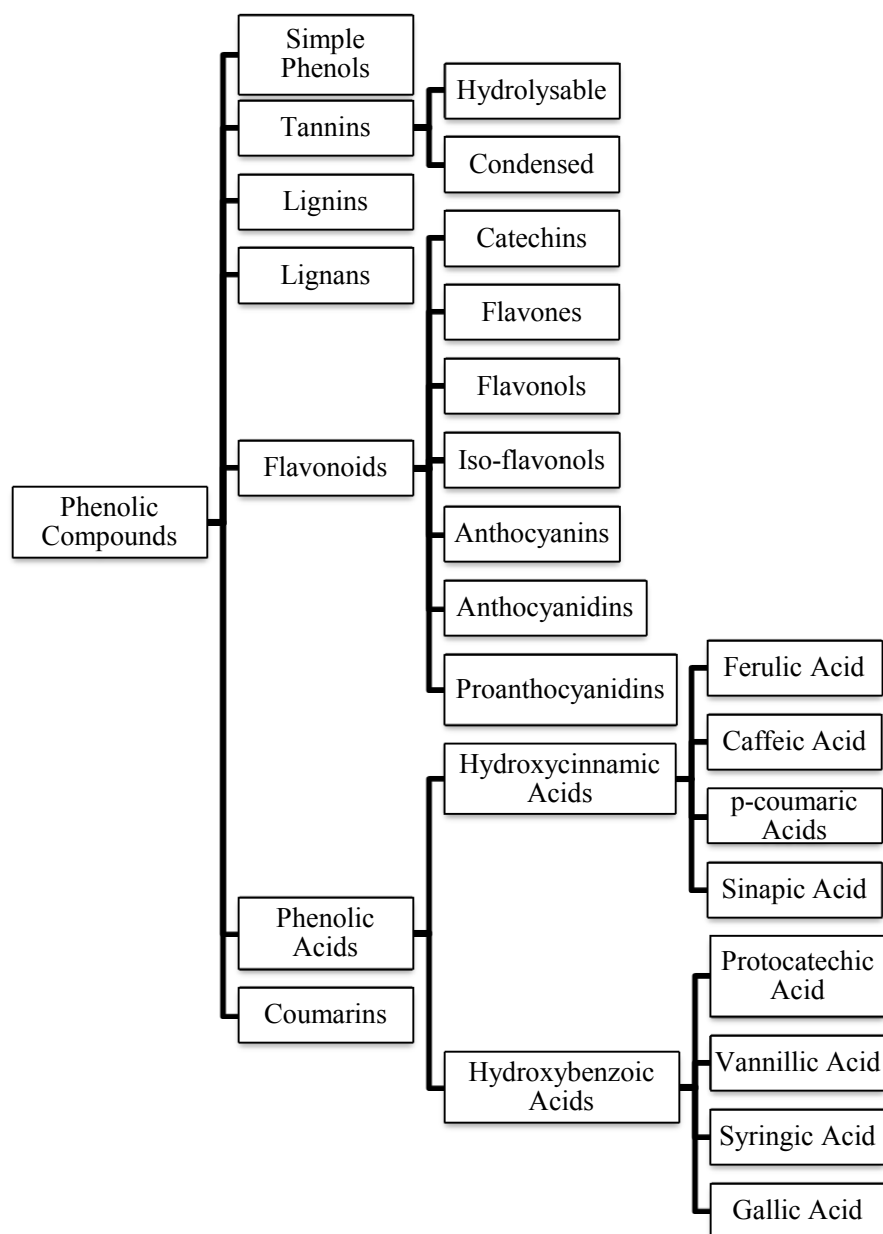 Phenolic
Compounds
Simple
Phenols
Tannins
Hydrolysable
Condensed
Lignins
Lignans
Flavonoids
Catechins
Flavones
Flavonols
Iso-flavonols
Anthocyanins
Anthocyanidins
Proanthocyanidins
Phenolic
Acids
Hydroxycinnamic
Acids
Ferulic Acid
Caffeic Acid
p-coumaric
Acids
Sinapic Acid
Hydroxybenzoic
Acids
Protocatechic
Acid
Vannillic Acid
Syringic Acid
Gallic Acid
Coumarins